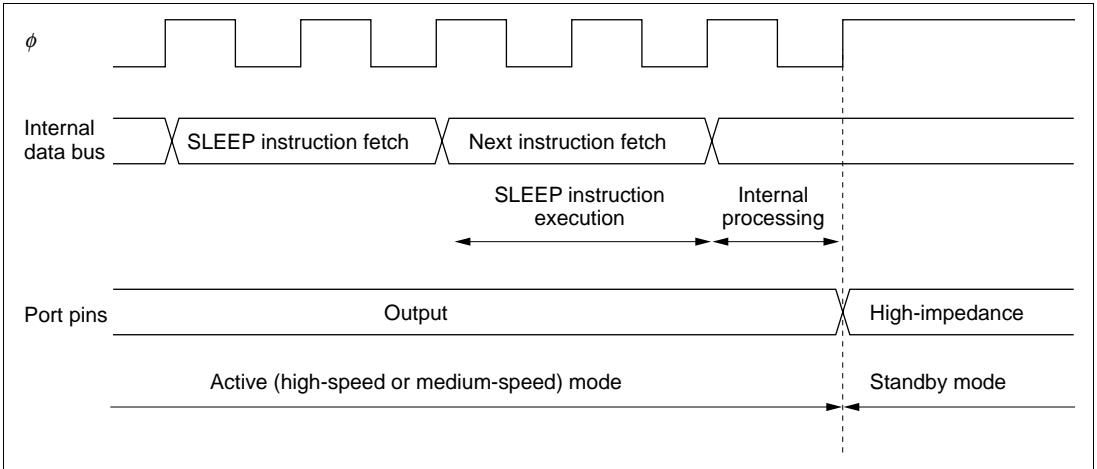 ϕ
Internal
data bus
SLEEP instruction fetch
Next instruction fetch
SLEEP instruction
execution
Internal
processing
Port pins
Output
High-impedance
Active (high-speed or medium-speed) mode
Standby mode